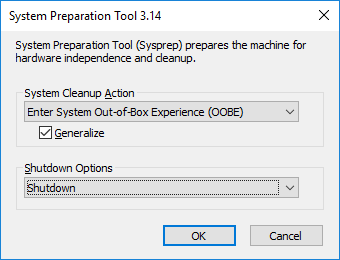 System Preparation Tool 3.14
System Preparation Tool (Sysprep) prepares the machine for
hardware independence and cleanup.
System Cleanup Action
Enter System Out-of-Box Experience (OOBE)
Generalize
Shutdown Options
Shutdown
OK
Cancel